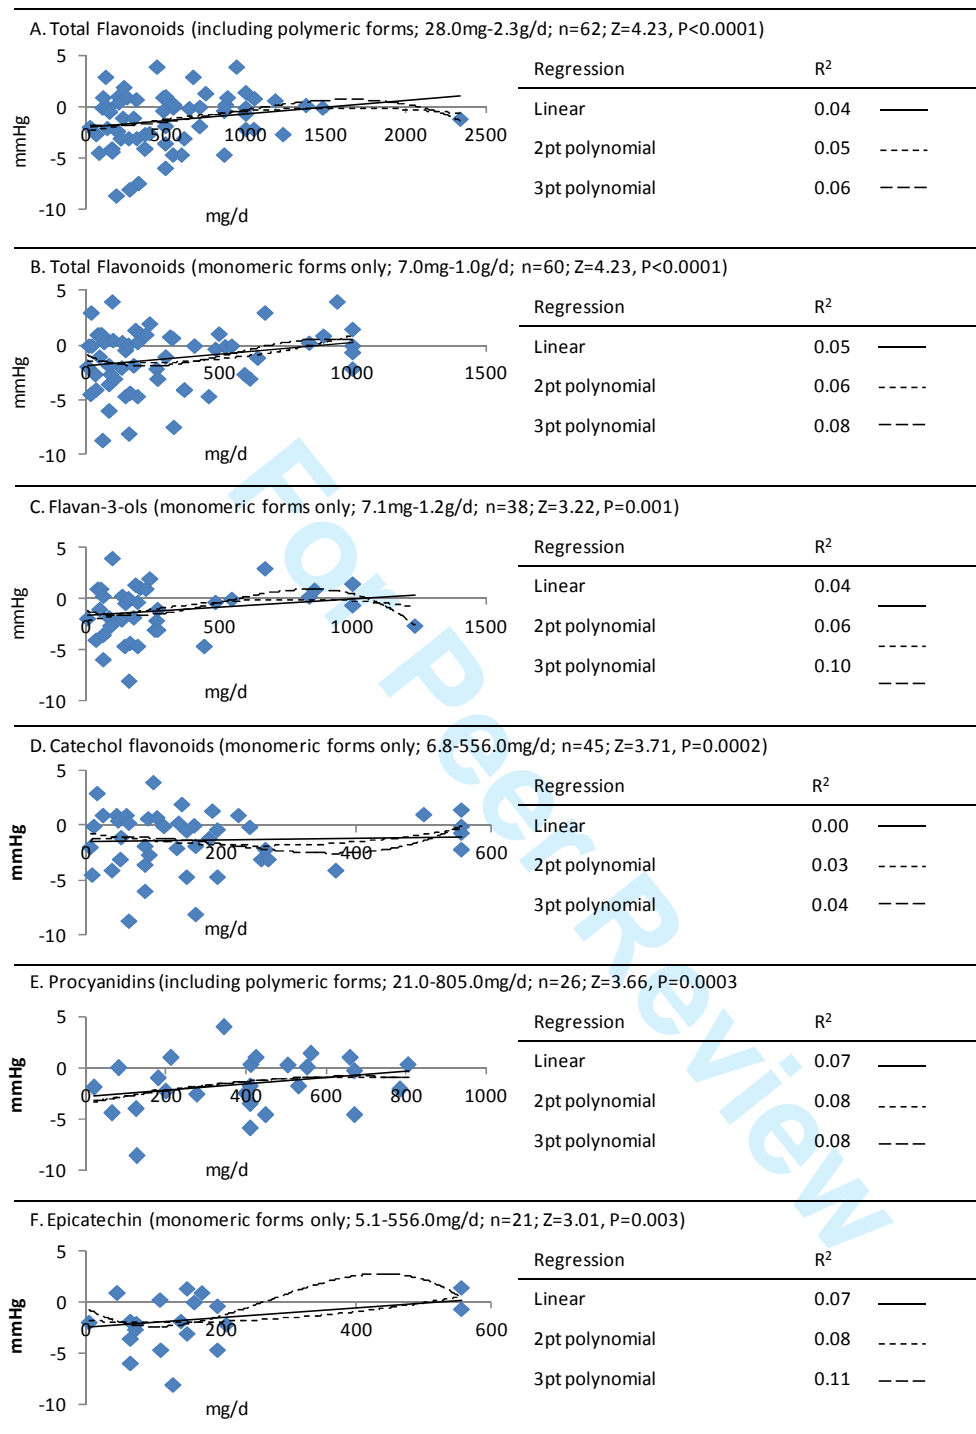 A. Total Flavonoids (including polymeric forms; 28.0mg-2.3g/d; n=62; Z=4.23, P<0.0001)
5
0
-5
-10
mmHg
0 500 1000 1500 2000 2500
mg/d
Regression R²
Linear 0.04
2pt polynomial 0.05
3pt polynomial 0.06
B. Total Flavonoids (monomeric forms only; 7.0mg-1.0g/d; n=60; Z=4.23, P<0.0001)
5
0
-5
-10
mmHg
0 500 1000 1500
mg/d
Regression R²
Linear 0.05
2pt polynomial 0.06
3pt polynomial 0.08
C. Flavan-3-ols (monomeric forms only; 7.1mg-1.2g/d; n=38; Z=3.22, P=0.001)
5
0
-5
-10
mmHg
0 500 1000 1500
mg/d
Regression R²
Linear 0.04
2pt polynomial 0.06
3pt polynomial 0.10
D. Catechol flavonoids (monomeric forms only; 6.8-556.0mg/d; n=45; Z=3.71, P=0.0002)
5
0
-5
-10
mmHg
0 200 400 600
mg/d
Regression R²
Linear 0.00
2pt polynomial 0.03
3pt polynomial 0.04
E. Procyanidins (including polymeric forms; 21.0-805.0mg/d; n=26; Z=3.66, P=0.0003
5
0
-5
-10
mmHg
0 200 400 600 800 1000
mg/d
Regression R²
Linear 0.07
2pt polynomial 0.08
3pt polynomial 0.08
F. Epicatechin (monomeric forms only; 5.1-556.0mg/d; n=21; Z=3.01, P=0.003)
5
0
-5
-10
mmHg
0 200 400 600
mg/d
Regression R²
Linear 0.07
2pt polynomial 0.08
3pt polynomial 0.11
For Peer Review